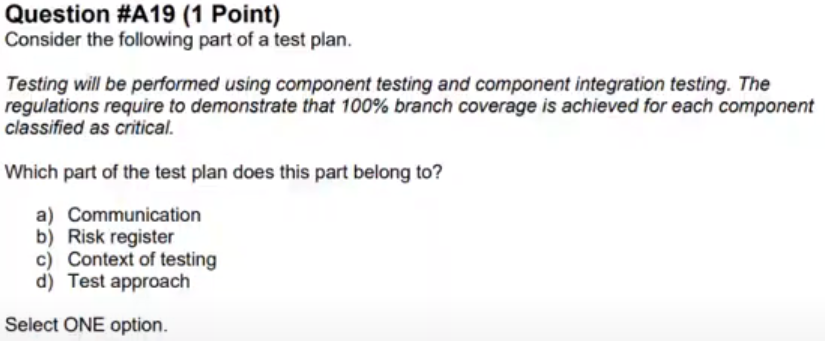 Question #A19 (1 Point)
Consider the following part of a test plan.
Testing will be performed using component testing and component integration testing. The
regulations require to demonstrate that 100% branch coverage is achieved for each component
classified as critical.
Which part of the test plan does this part belong to?
a) Communication
b) Risk register
c) Context of testing
d) Test approach
Select ONE option.